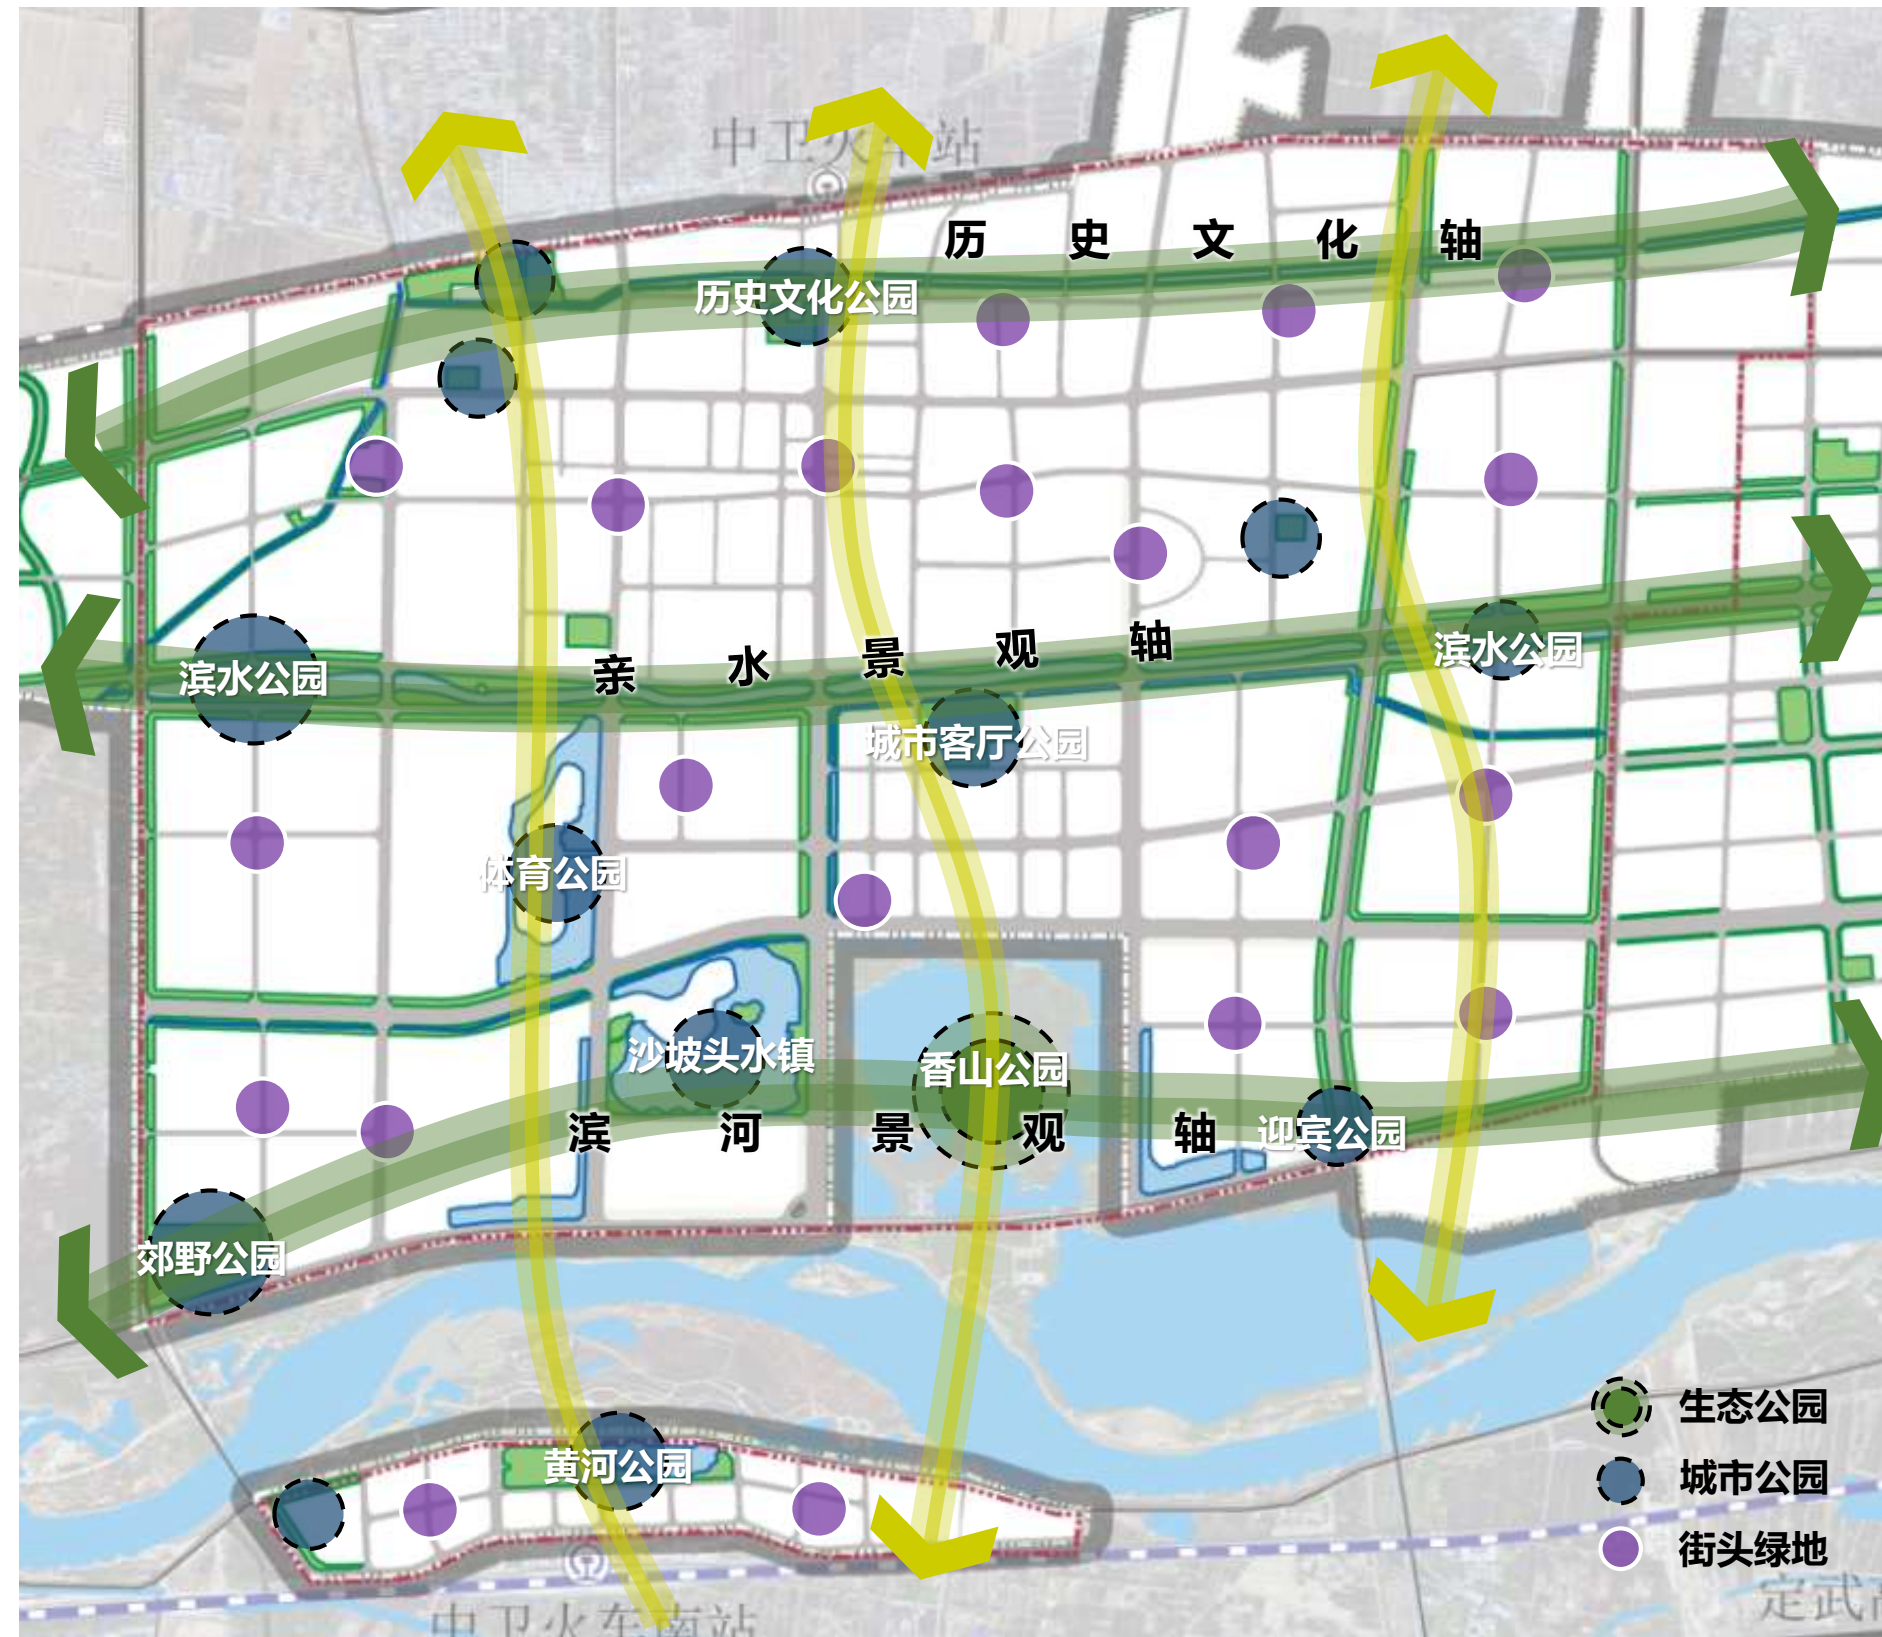 中卫火车站
历史文化轴
历史文化公园
亲水景观轴
滨水公园
滨水公园
城市客厅公园
体育公园
沙坡头水镇
香山公园
滨河景观轴
迎宾公园
郊野公园
黄河公园
生态公园
城市公园
街头绿地
中卫火车南站
定武高